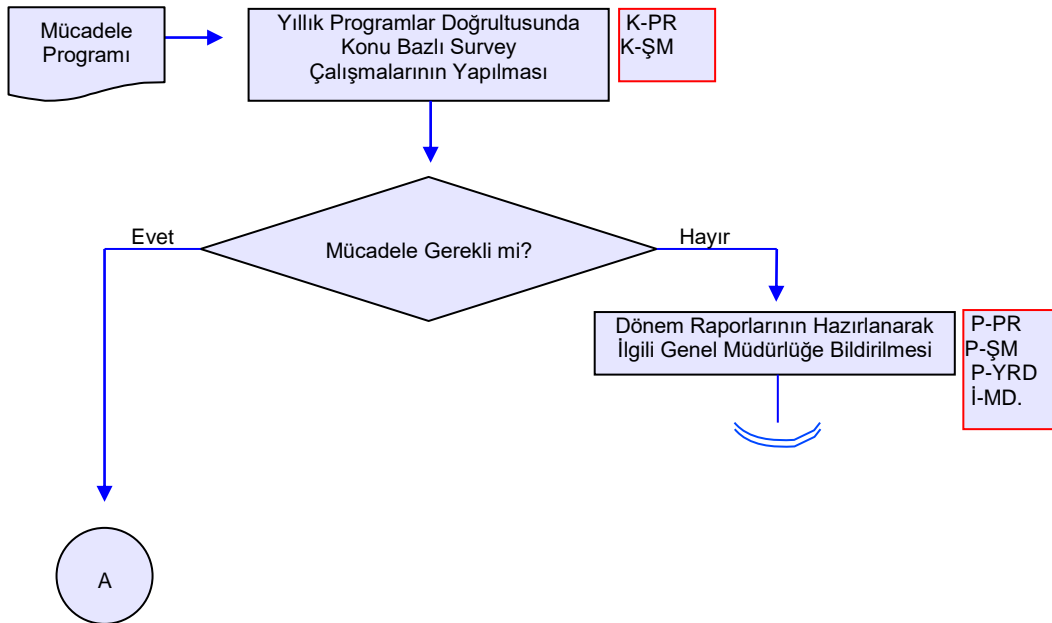 Mücadele
Programı
Yıllık Programlar Doğrultusunda
Konu Bazlı Survey
Çalışmalarının Yapılması
K-PR
K-ŞM
Mücadele Gerekli mi?
Evet
Hayır
Dönem Raporlarının Hazırlanarak
İlgili Genel Müdürlüğe Bildirilmesi
P-PR
P-ŞM
P-YRD
İ-MD.
A